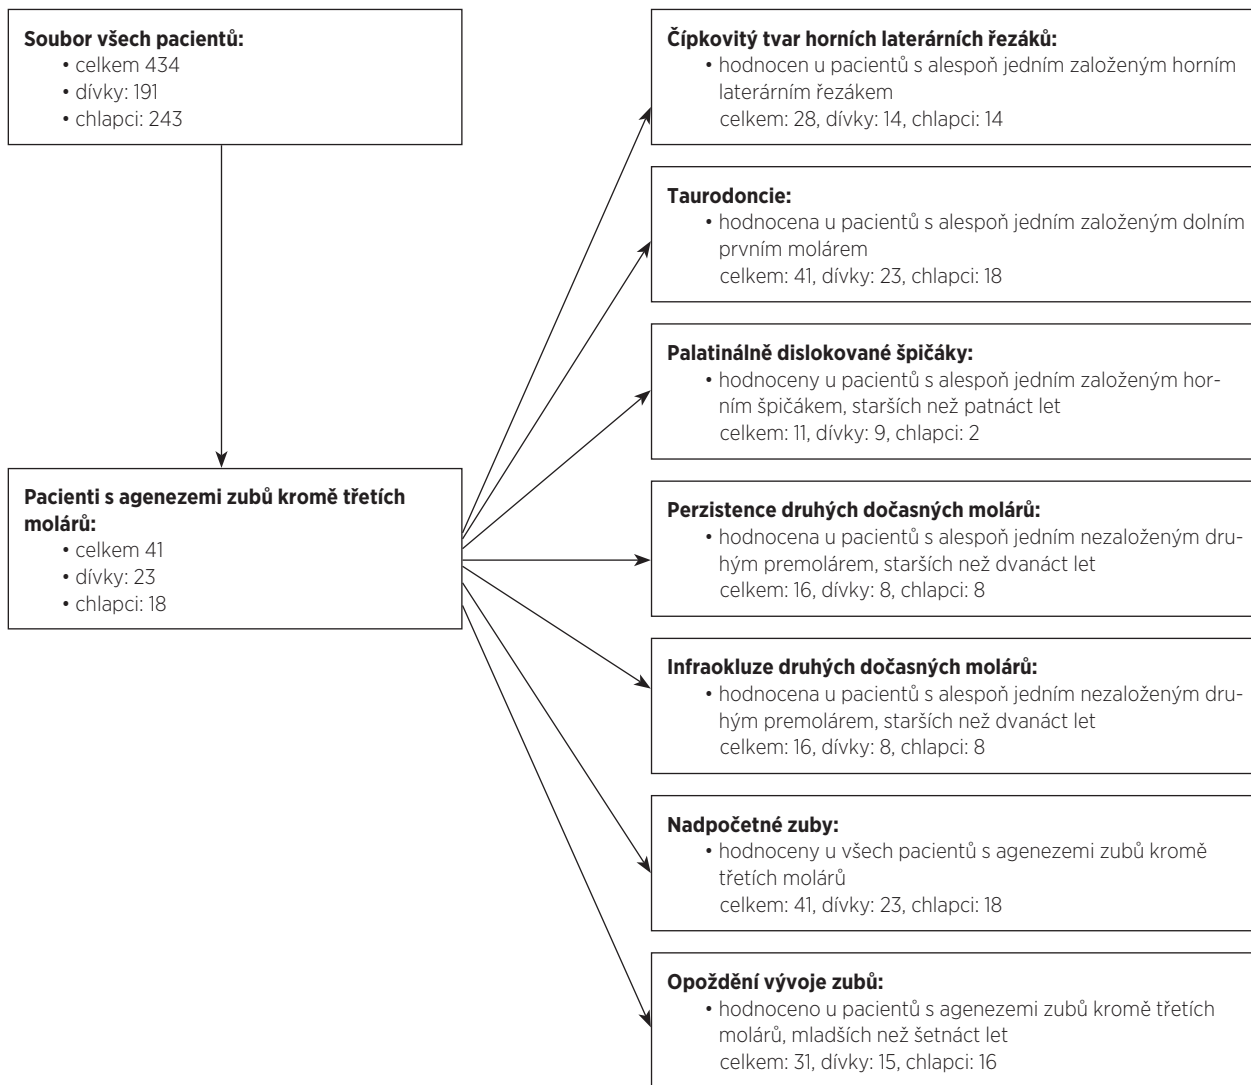 Soubor všech pacientů:
• celkem 434
• dívky: 191
• chlapci: 243
Pacienti s agenezemi zubů kromě třetích
molárů:
• celkem 41
• dívky: 23
• chlapci: 18
Čípkovitý tvar horních laterárních řezáků:
• hodnocen u pacientů s alespoň jedním založeným horním
laterárním řezákem
celkem: 28, dívky: 14, chlapci: 14
Taurodoncie:
• hodnocena u pacientů s alespoň jedním založeným dolním
prvním molárem
celkem: 41, dívky: 23, chlapci: 18
Palatinálně dislokované špičáky:
• hodnoceny u pacientů s alespoň jedním založeným hor-
ním špičákem, starších než patnáct let
celkem: 11, dívky: 9, chlapci: 2
Perzistence druhých dočasných molárů:
• hodnocena u pacientů s alespoň jedním nezaloženým dru-
hým premolárem, starších než dvanáct let
celkem: 16, dívky: 8, chlapci: 8
Infraokluze druhých dočasných molárů:
• hodnocena u pacientů s alespoň jedním nezaloženým dru-
hým premolárem, starších než dvanáct let
celkem: 16, dívky: 8, chlapci: 8
Nadpočetné zuby:
• hodnoceny u všech pacientů s agenezemi zubů kromě
třetích molárů
celkem: 41, dívky: 23, chlapci: 18
Opoždění vývoje zubů:
• hodnoceno u pacientů s agenezemi zubů kromě třetích
molárů, mladších než šetnáct let
celkem: 31, dívky: 15, chlapci: 16